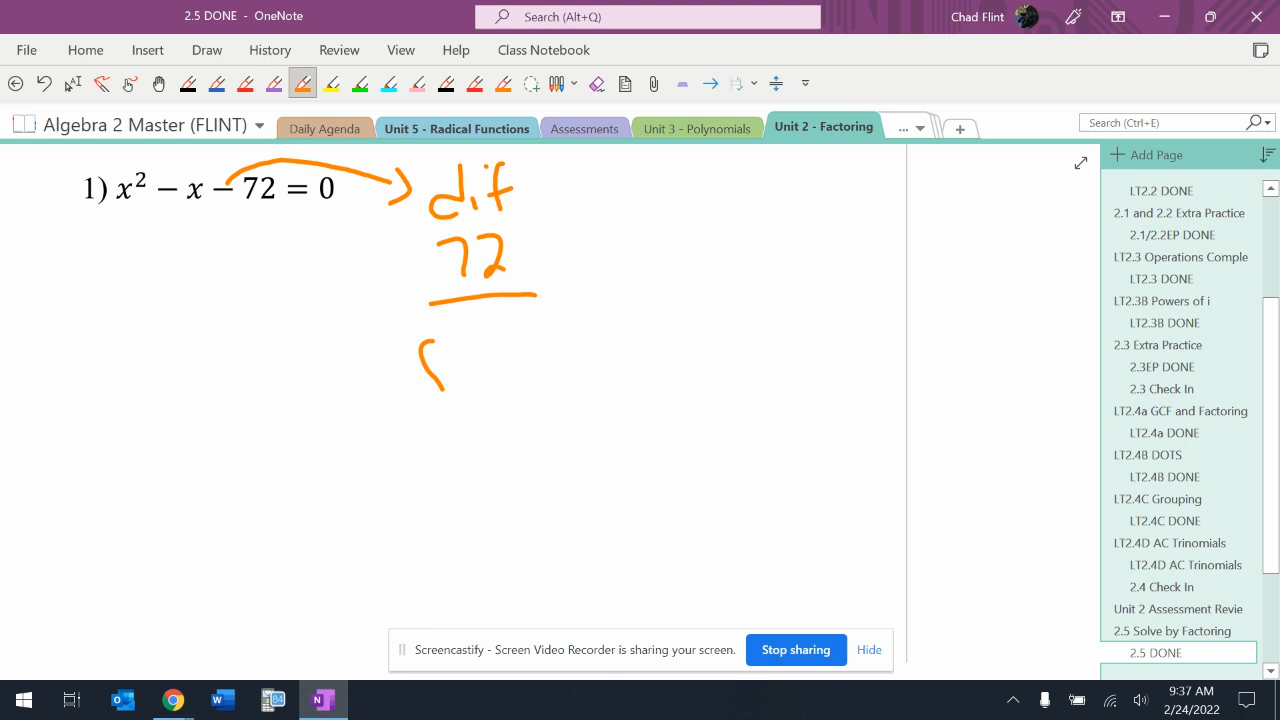 2.5 DONE - OneNote
Search (Alt+Q)
Chad Flint
File Home Insert Draw History Review View Help Class Notebook
Algebra 2 Master (FLINT)
Daily Agenda
Unit 5 - Radical Functions
Assessments
Unit 3 - Polynomials
Unit 2 - Factoring
...
Search (Ctrl+E)
Add Page
1) x² − x − 72 = 0
dif
72
LT2.2 DONE
2.1 and 2.2 Extra Practice
2.1/2.2EP DONE
LT2.3 Operations Comple
LT2.3 DONE
LT2.3B Powers of i
LT2.3B DONE
2.3 Extra Practice
2.3EP DONE
2.3 Check In
LT2.4a GCF and Factoring
LT2.4a DONE
LT2.4B DOTS
LT2.4B DONE
LT2.4C Grouping
LT2.4C DONE
LT2.4D AC Trinomials
LT2.4D AC Trinomials
2.4 Check In
Unit 2 Assessment Revie
2.5 Solve by Factoring
2.5 DONE
Screencastify - Screen Video Recorder is sharing your screen.
Stop sharing
Hide
9:37 AM
2/24/2022